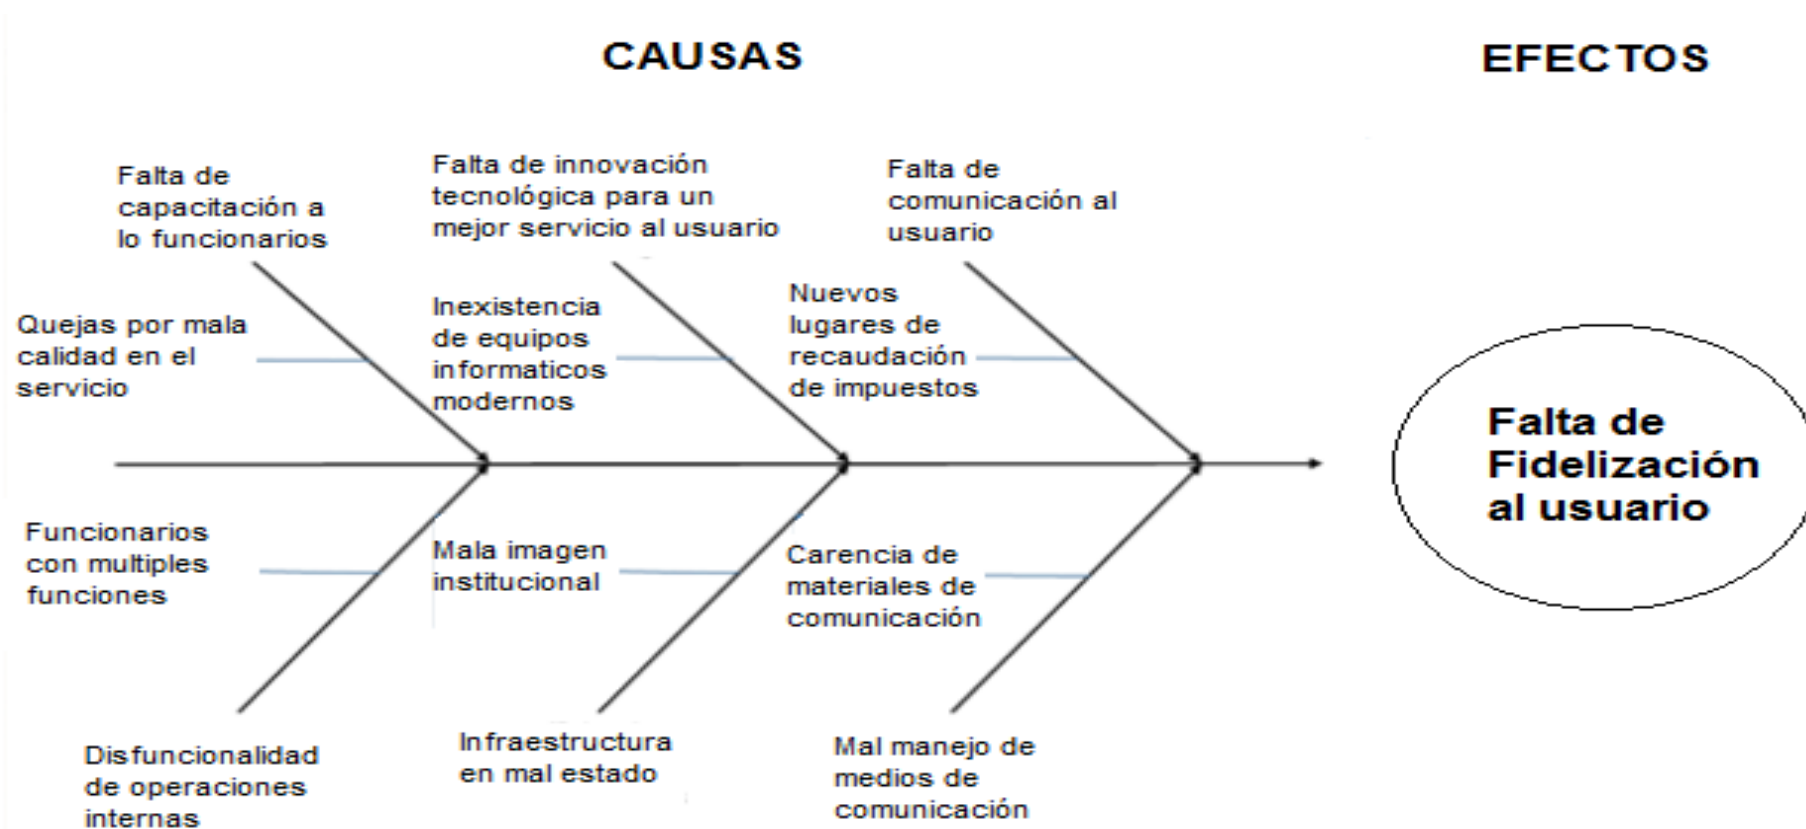 CAUSAS
EFECTOS
Falta de
capacitación a
lo funcionarios
Falta de innovación
tecnológica para un
mejor servicio al usuario
Falta de
comunicación al
usuario
Quejas por mala
calidad en el
servicio
Inexistencia
de equipos
informaticos
modernos
Nuevos
lugares de
recaudación
de impuestos
Falta de
Fidelización
al usuario
Funcionarios
con multiples
funciones
Mala imagen
institucional
Carencia de
materiales de
comunicación
Disfuncionalidad
de operaciones
internas
Infraestructura
en mal estado
Mal manejo de
medios de
comunicación